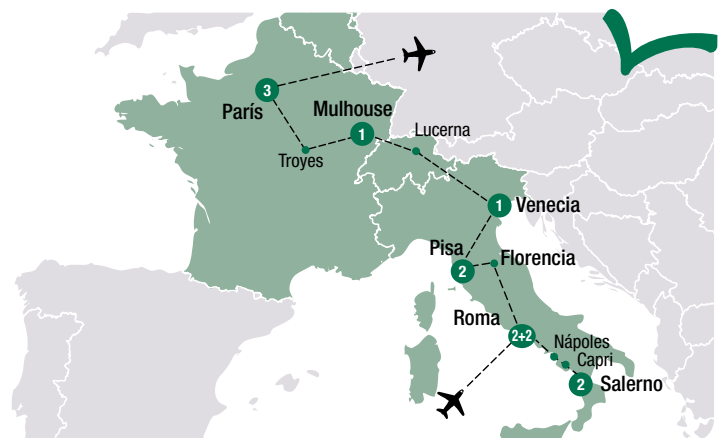 3
París
Mulhouse
1
Lucerna
Troyes
1
Venecia
Pisa
2
Florencia
Roma
2+2
Nápoles
Capri
2
Salerno